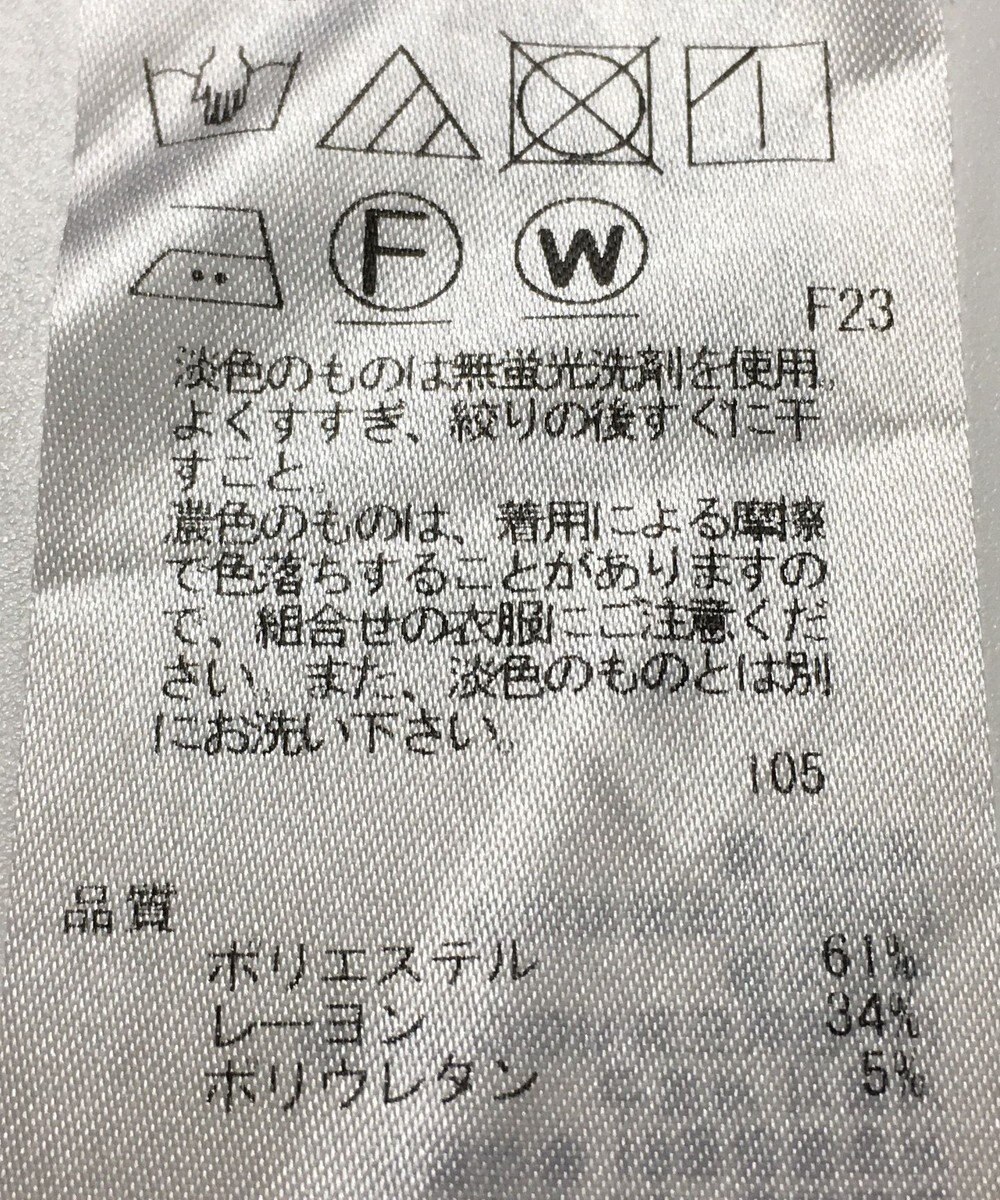 F W
F23
淡色のものは無蛍光洗剤を使用。
よくすすぎ、絞りの後すぐに干
すこと。
濃色のものは、着用による摩擦
で色落ちすることがありますの
で、組合せの衣服にご注意くだ
さい。また、淡色のものとは別
にお洗い下さい。
105
品質
ポリエステル 61%
レーヨン 34%
ポリウレタン 5%